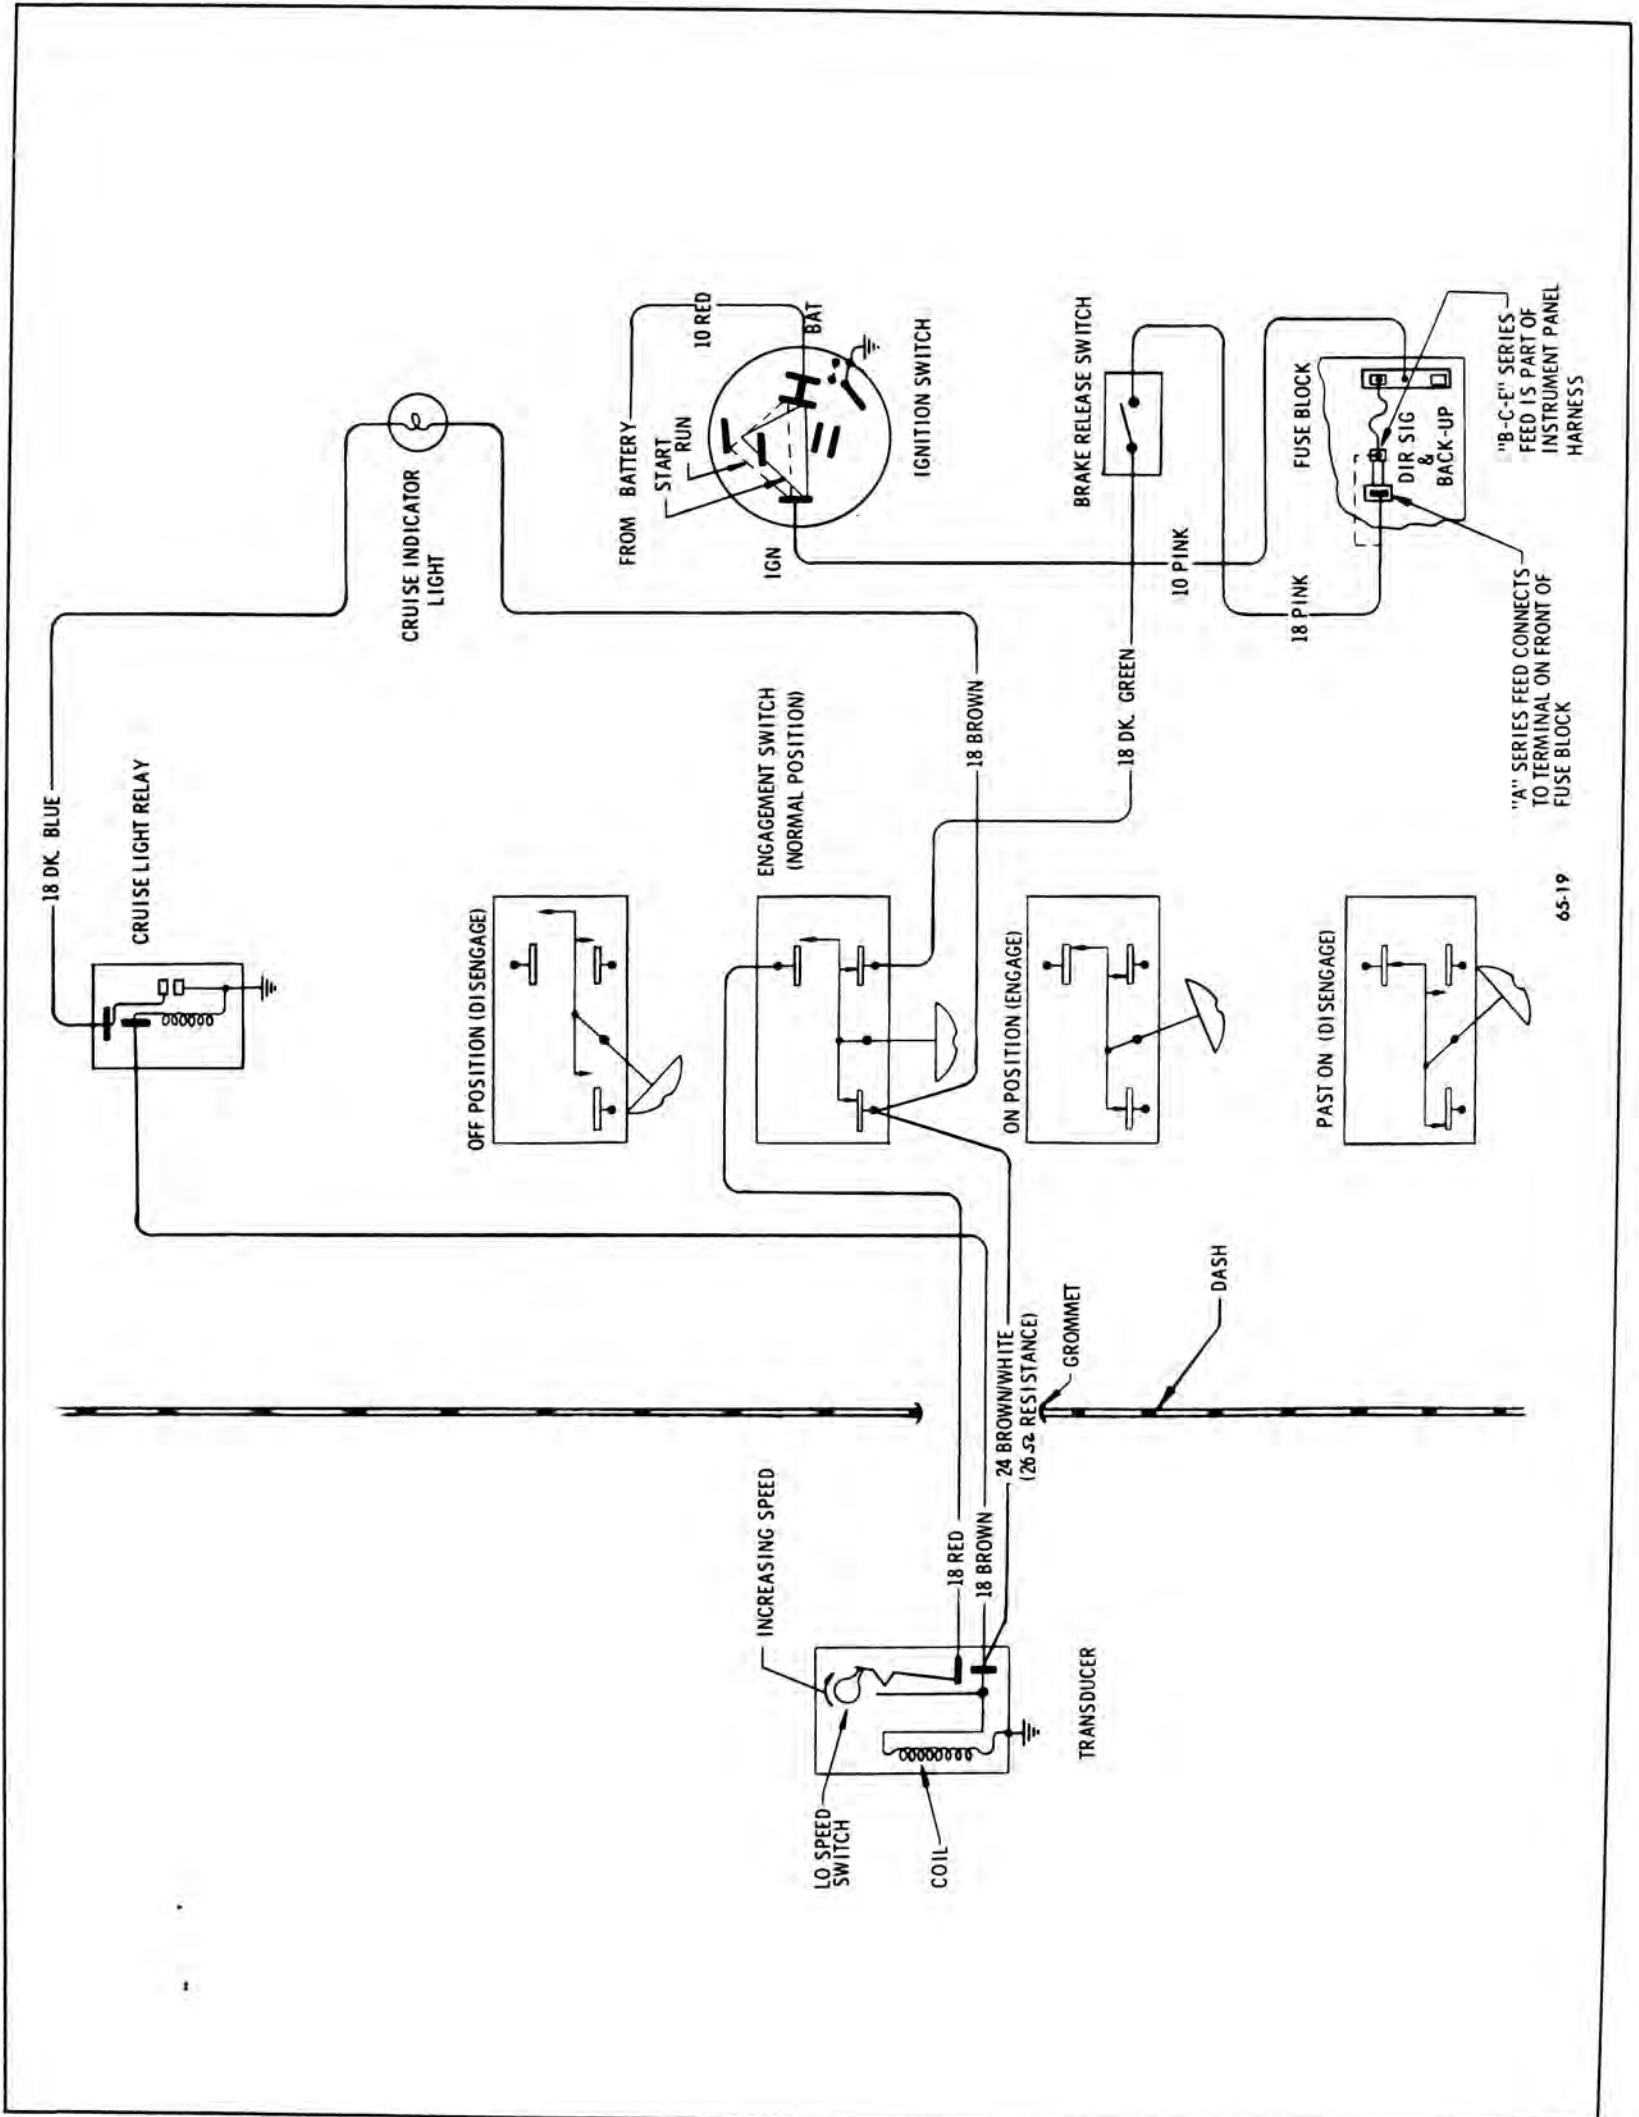 18 DK. BLUE
CRUISE LIGHT RELAY
CRUISE INDICATOR
LIGHT
OFF POSITION (DISENGAGE)
FROM BATTERY
START
RUN
10 RED
BAT
IGN
IGNITION SWITCH
ENGAGEMENT SWITCH
(NORMAL POSITION)
18 BROWN
INCREASING SPEED
LO SPEED
SWITCH
COIL
18 RED
18 BROWN
24 BROWN/WHITE
(26Ω RESISTANCE)
GROMMET
DASH
TRANSDUCER
ON POSITION (ENGAGE)
18 DK. GREEN
BRAKE RELEASE SWITCH
10 PINK
18 PINK
FUSE BLOCK
DIR SIG
&
BACK-UP
PAST ON (DISENGAGE)
"A" SERIES FEED CONNECTS
TO TERMINAL ON FRONT OF
FUSE BLOCK
"B-C-E" SERIES
FEED IS PART OF
INSTRUMENT PANEL
HARNESS
65-19